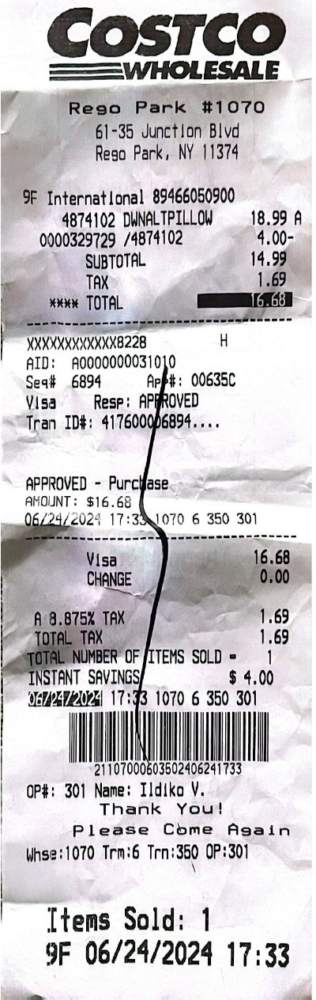 COSTCO
WHOLESALE
Rego Park #1070
61-35 Junction Blvd
Rego Park, NY 11374
9F International 89466050900
4874102 DWNALTPILLOW 18.99 A
0000329729 /4874102 4.00-
SUBTOTAL 14.99
TAX 1.69
**** TOTAL 16.68
XXXXXXXXXXXX8228 H
AID: A0000000031010
Seq# 6894 App#: 00635C
Visa Resp: APPROVED
Tran ID#: 417600006894....
APPROVED - Purchase
AMOUNT: $16.68
06/24/2024 17:33 1070 6 350 301
Visa 16.68
CHANGE 0.00
A 8.875% TAX 1.69
TOTAL TAX 1.69
TOTAL NUMBER OF ITEMS SOLD = 1
INSTANT SAVINGS $ 4.00
06/24/2024 17:33 1070 6 350 301
21107000603502406241733
OP#: 301 Name: Ildiko V.
Thank You!
Please Come Again
Whse:1070 Trm:6 Trn:350 OP:301
Items Sold: 1
9F 06/24/2024 17:33